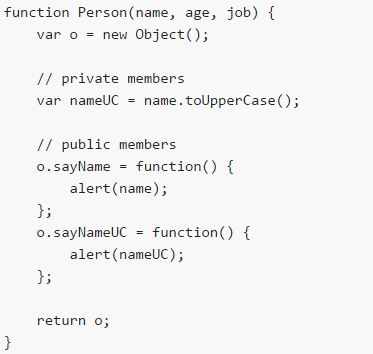 function Person(name, age, job) {
    var o = new Object();

    // private members
    var nameUC = name.toUpperCase();

    // public members
    o.sayName = function() {
        alert(name);
    };
    o.sayNameUC = function() {
        alert(nameUC);
    };

    return o;
}